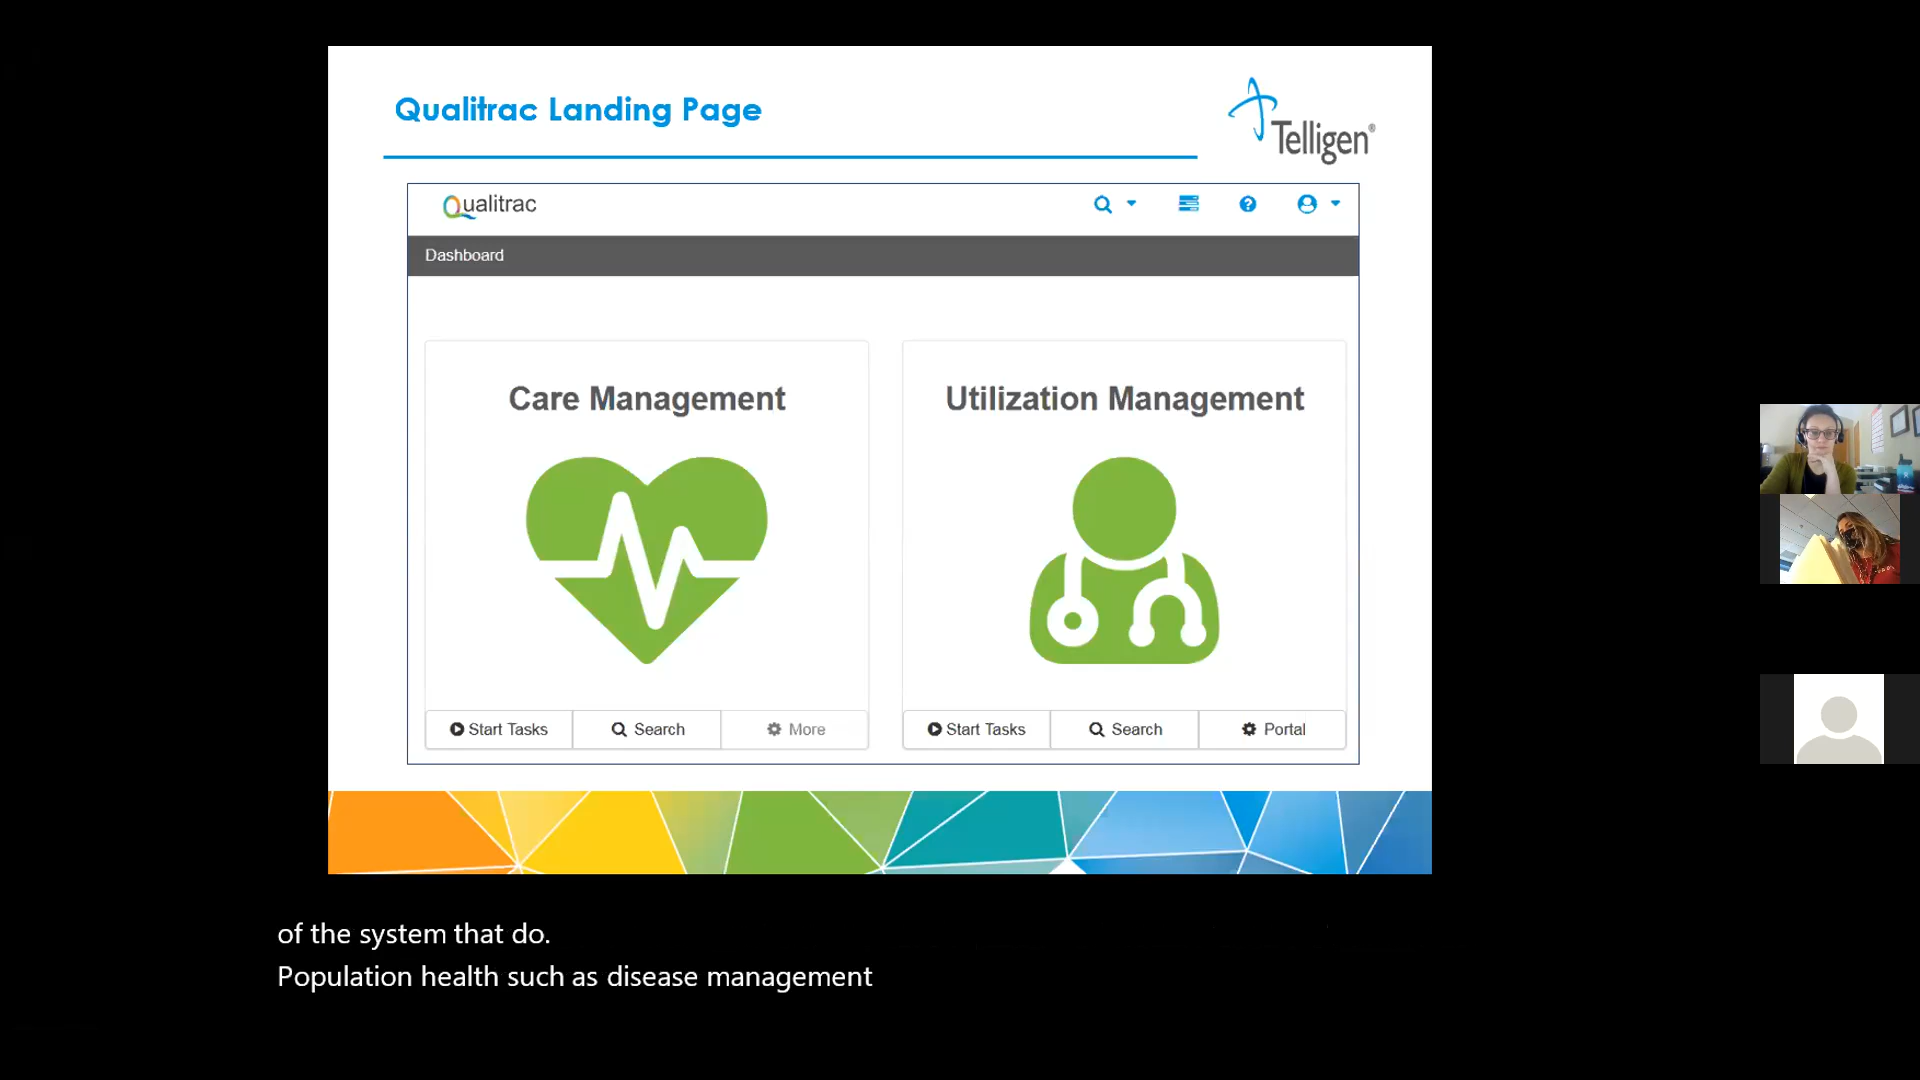 Qualitrac Landing Page
Telligen®
Qualitrac
Dashboard
Care Management
Utilization Management
Start Tasks
Search
More
Start Tasks
Search
Portal
of the system that do.
Population health such as disease management